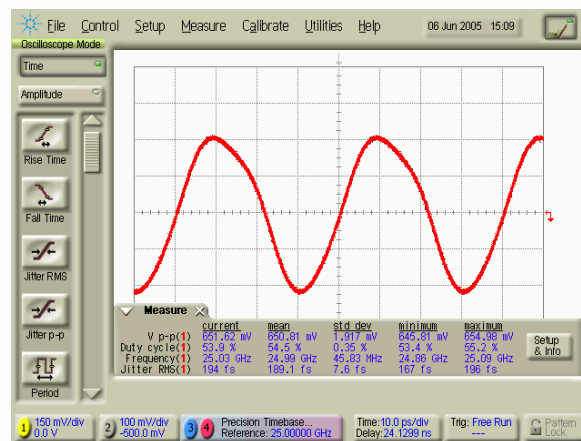 File Control Setup Measure Calibrate Utilities Help 06 Jun 2005 15:09
Oscilloscope Mode
Time
Amplitude
Rise Time
Fall Time
Jitter RMS
Jitter p-p
Period
Measure
current mean std dev minimum maximum
V p-p(1) 651.62 mV 650.81 mV 1.917 mV 645.81 mV 654.98 mV
Duty cycle(1) 53.9 % 54.5 % 0.35 % 53.4 % 55.2 %
Frequency(1) 25.03 GHz 24.99 GHz 45.83 MHz 24.86 GHz 25.09 GHz
Jitter RMS(1) 194 fs 189.1 fs 7.6 fs 167 fs 196 fs
Setup
& Info
1 150 mV/div
0.0 V
2 100 mV/div
-500.0 mV
3 4 Precision Timebase...
Reference: 25.00000 GHz
Time:10.0 ps/div
Delay:24.1299 ns
Trig: Free Run
---
Pattern
Lock